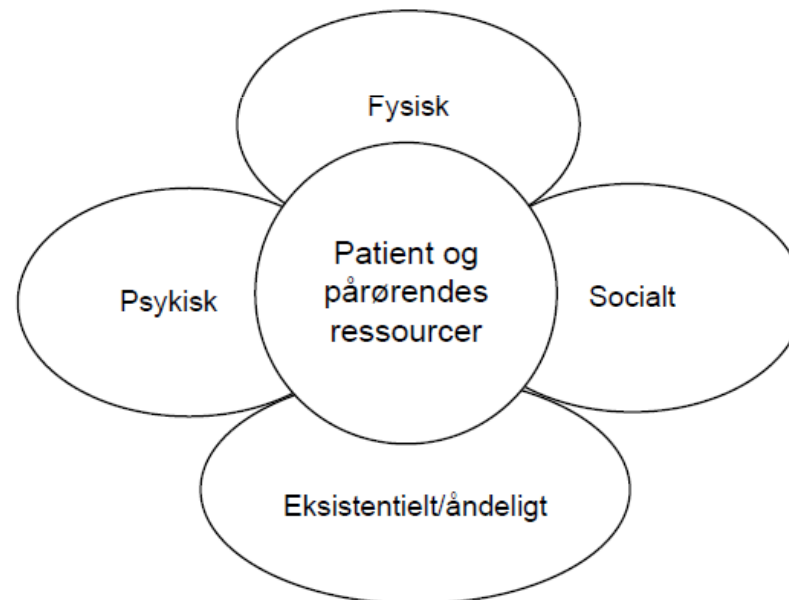 Fysisk
Psykisk
Patient og
pårørendes
ressourcer
Socialt
Eksistentielt/åndeligt